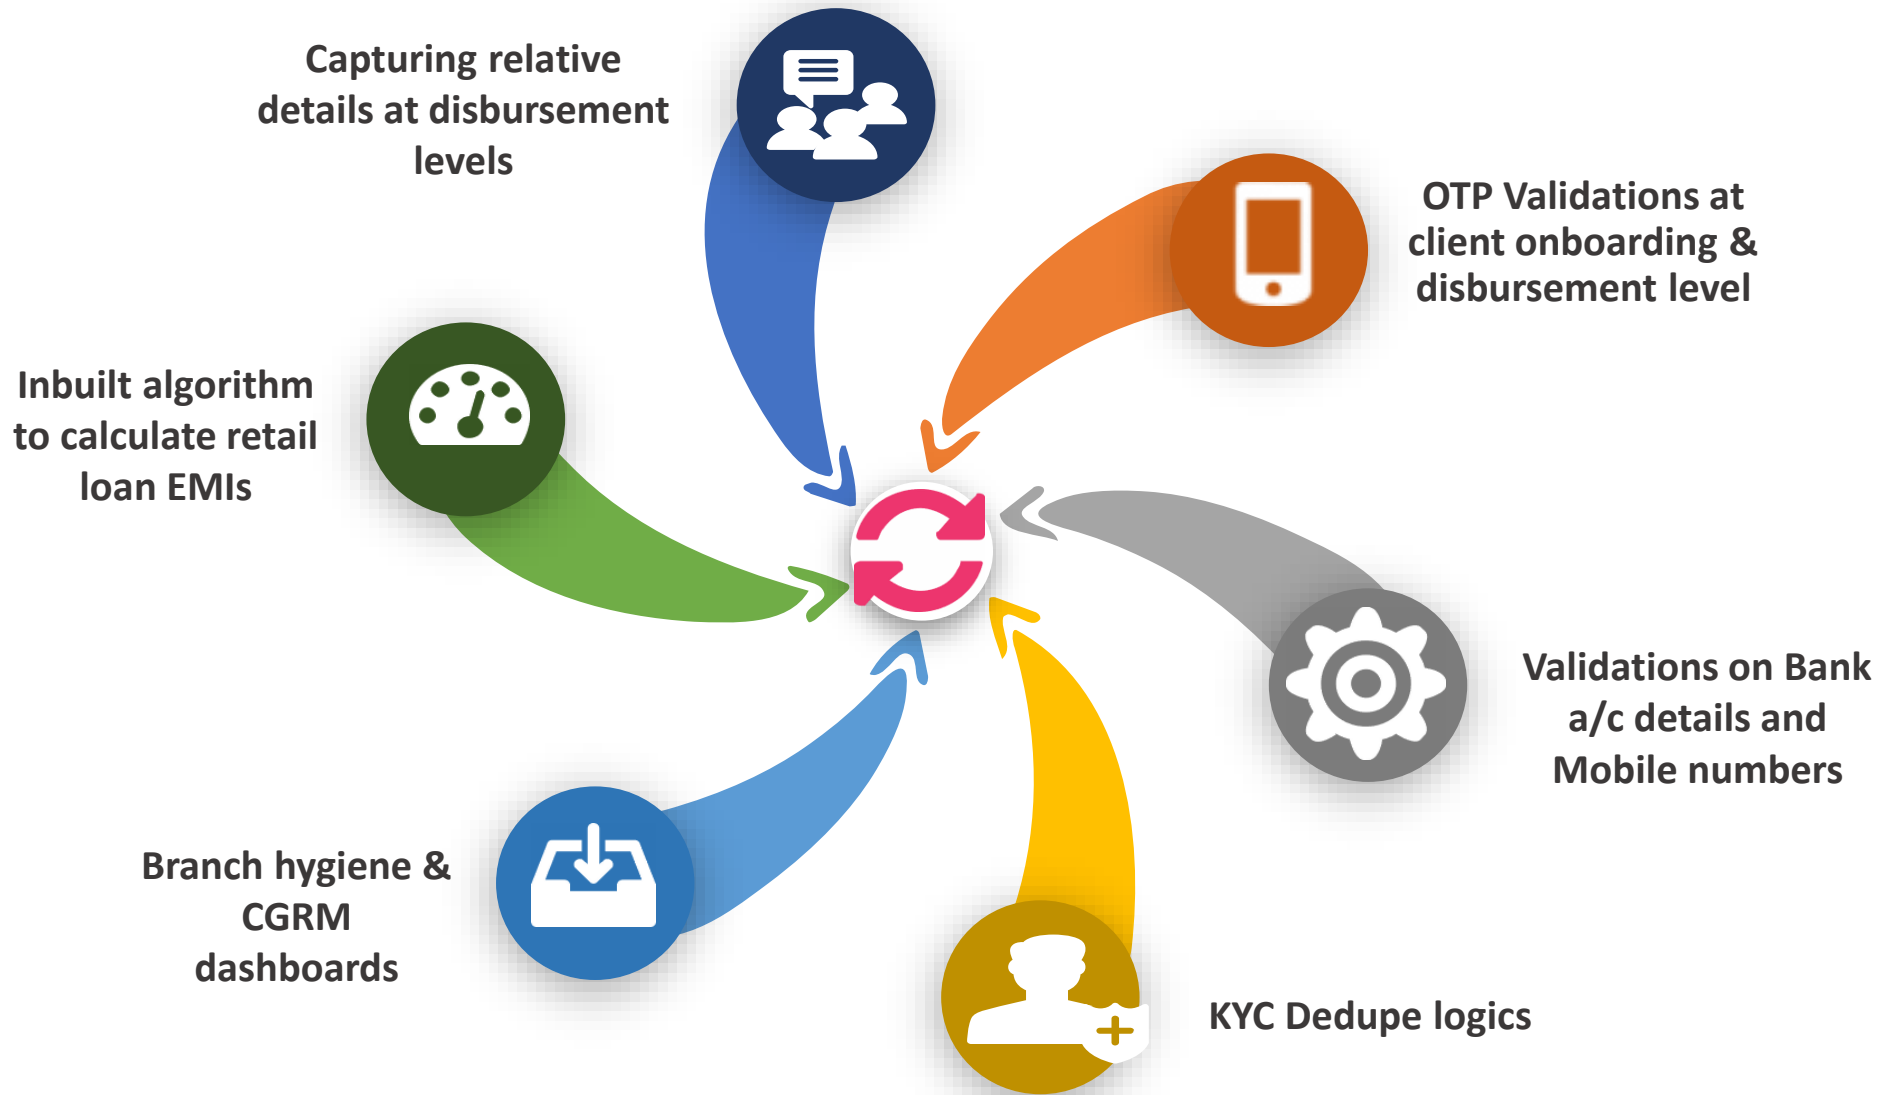 Capturing relative
details at disbursement
levels
OTP Validations at
client onboarding &
disbursement level
Inbuilt algorithm
to calculate retail
loan EMIs
Validations on Bank
a/c details and
Mobile numbers
Branch hygiene &
CGRM
dashboards
KYC Dedupe logics